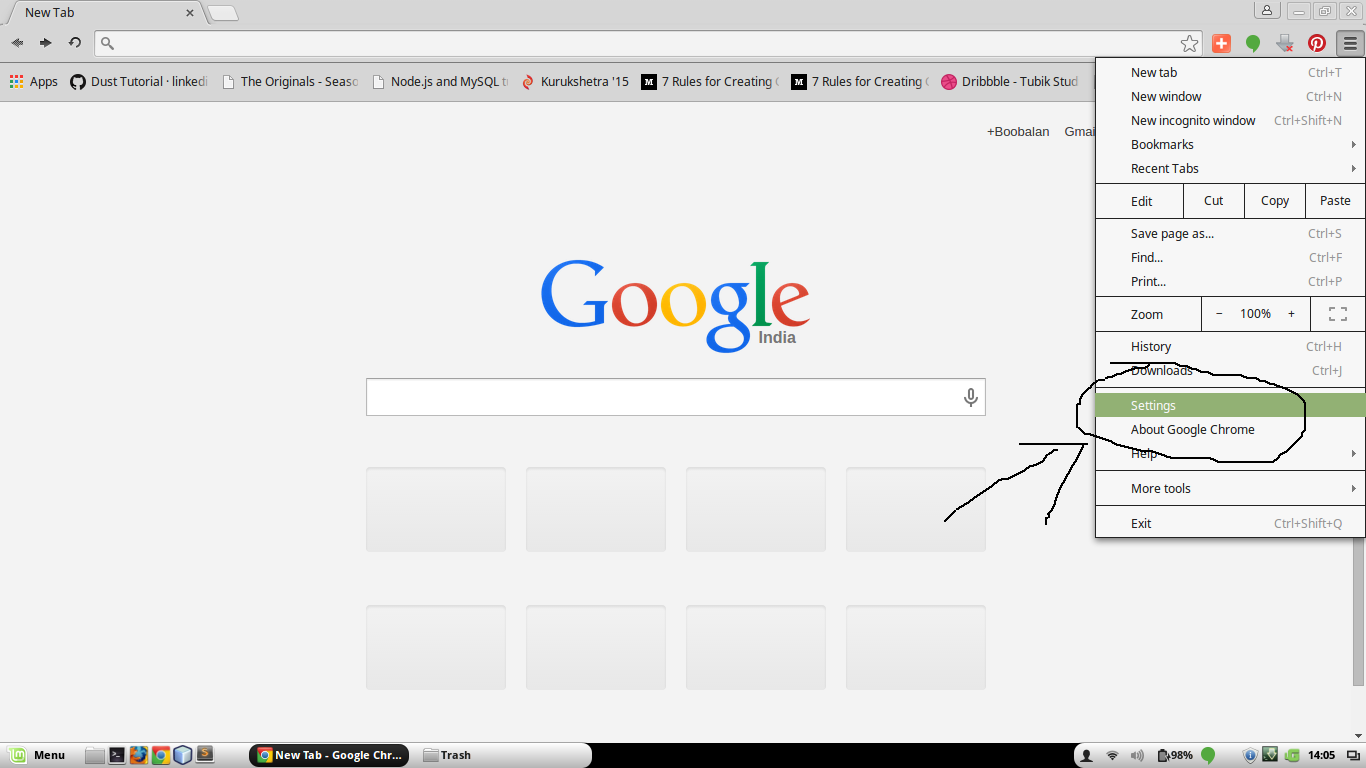 New Tab
Apps
Dust Tutorial · linkedi
The Originals - Seaso
Node.js and MySQL tu
Kurukshetra '15
7 Rules for Creating G
7 Rules for Creating G
Dribbble - Tubik Stud
+Boobalan Gmai
New tab Ctrl+T
New window Ctrl+N
New incognito window Ctrl+Shift+N
Bookmarks
Recent Tabs
Edit Cut Copy Paste
Save page as... Ctrl+S
Find... Ctrl+F
Print... Ctrl+P
Zoom − 100% +
History Ctrl+H
Downloads Ctrl+J
Settings
About Google Chrome
Help
More tools
Exit Ctrl+Shift+Q
Google
India
Menu
New Tab - Google Chr...
Trash
98%
14:05